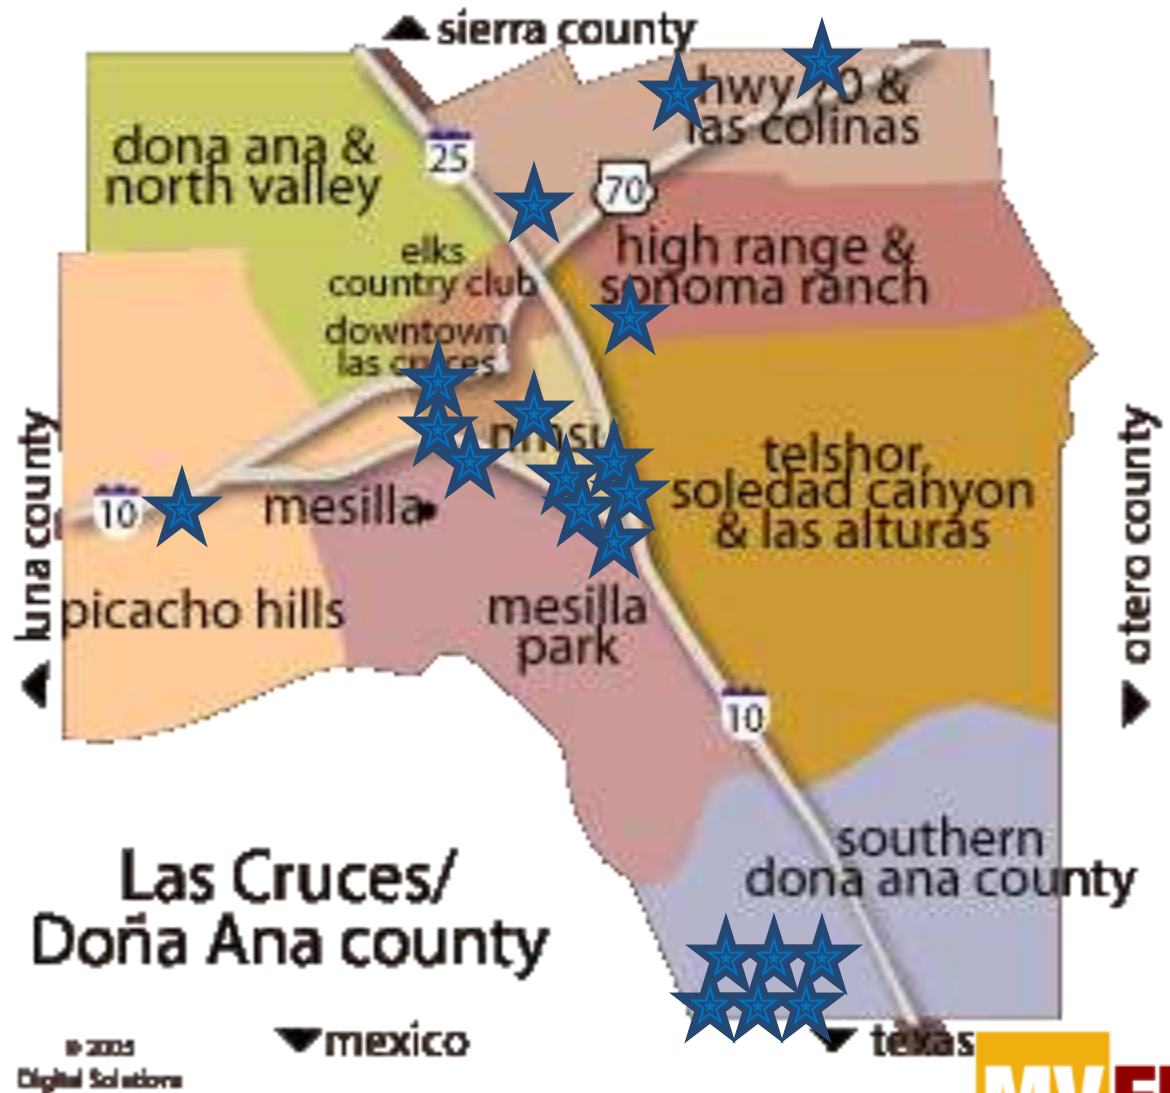 sierra county
hwy 70 &
las colinas
dona ana &
north valley
25
70
elks
country club
high range &
sonoma ranch
downtown
las cruces
nmsu
telshor,
soledad canyon
& las alturas
luna county
otero county
10
mesilla
picacho hills
mesilla
park
10
southern
dona ana county
Las Cruces/
Doña Ana county
mexico
texas
© 2005
Digital Solutions
MV